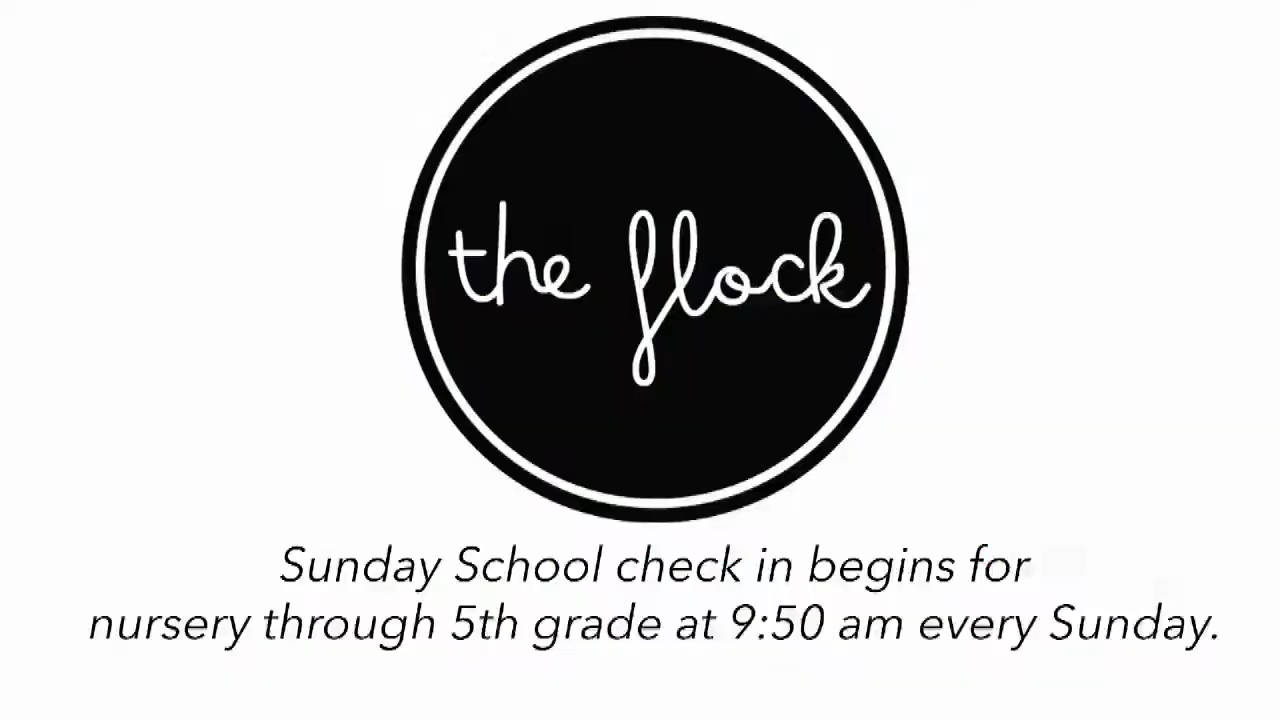 the flock
Sunday School check in begins for
nursery through 5th grade at 9:50 am every Sunday.